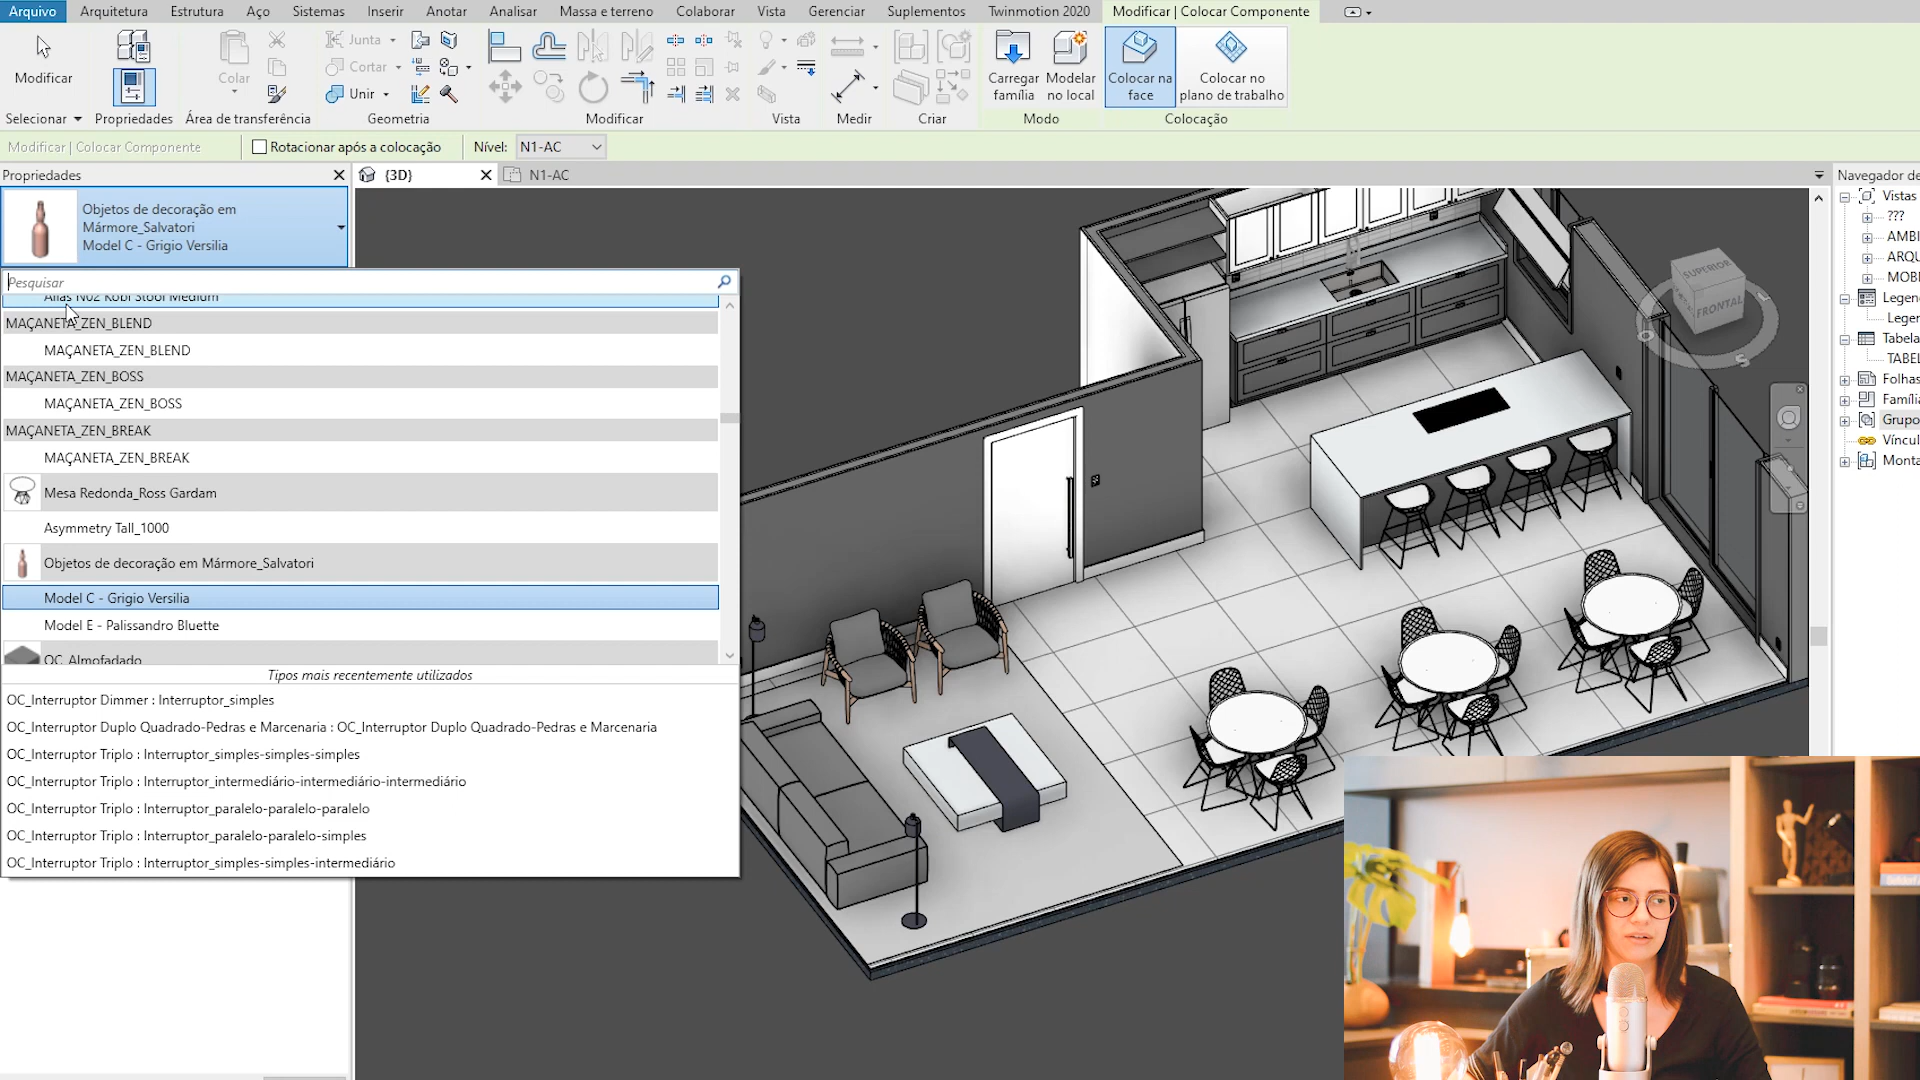 Arquivo Arquitetura Estrutura Aço Sistemas Inserir Anotar Analisar Massa e terreno Colaborar Vista Gerenciar Suplementos Twinmotion 2020 Modificar | Colocar Componente
Modificar
Colar
Junta
Cortar
Unir
Carregar família
Modelar no local
Colocar na face
Colocar no plano de trabalho
Selecionar Propriedades Área de transferência Geometria Modificar Vista Medir Criar Modo Colocação
Modificar | Colocar Componente Rotacionar após a colocação Nível: N1-AC
Propriedades
{3D} N1-AC
Objetos de decoração em
Mármore_Salvatori
Model C - Grigio Versilia
Pesquisar
Alias N02 Kobi Stool Medium
MAÇANETA_ZEN_BLEND
MAÇANETA_ZEN_BLEND
MAÇANETA_ZEN_BOSS
MAÇANETA_ZEN_BOSS
MAÇANETA_ZEN_BREAK
MAÇANETA_ZEN_BREAK
Mesa Redonda_Ross Gardam
Asymmetry Tall_1000
Objetos de decoração em Mármore_Salvatori
Model C - Grigio Versilia
Model E - Palissandro Bluette
OC_Almofadado
Tipos mais recentemente utilizados
OC_Interruptor Dimmer : Interruptor_simples
OC_Interruptor Duplo Quadrado-Pedras e Marcenaria : OC_Interruptor Duplo Quadrado-Pedras e Marcenaria
OC_Interruptor Triplo : Interruptor_simples-simples-simples
OC_Interruptor Triplo : Interruptor_intermediário-intermediário-intermediário
OC_Interruptor Triplo : Interruptor_paralelo-paralelo-paralelo
OC_Interruptor Triplo : Interruptor_paralelo-paralelo-simples
OC_Interruptor Triplo : Interruptor_simples-simples-intermediário
SUPERIOR
FRONTAL
S
Navegador de
Vistas
???
AMBI
ARQU
MOBI
Legen
Legen
Tabela
TABEL
Folhas
Famíli
Grupo
Víncul
Monta